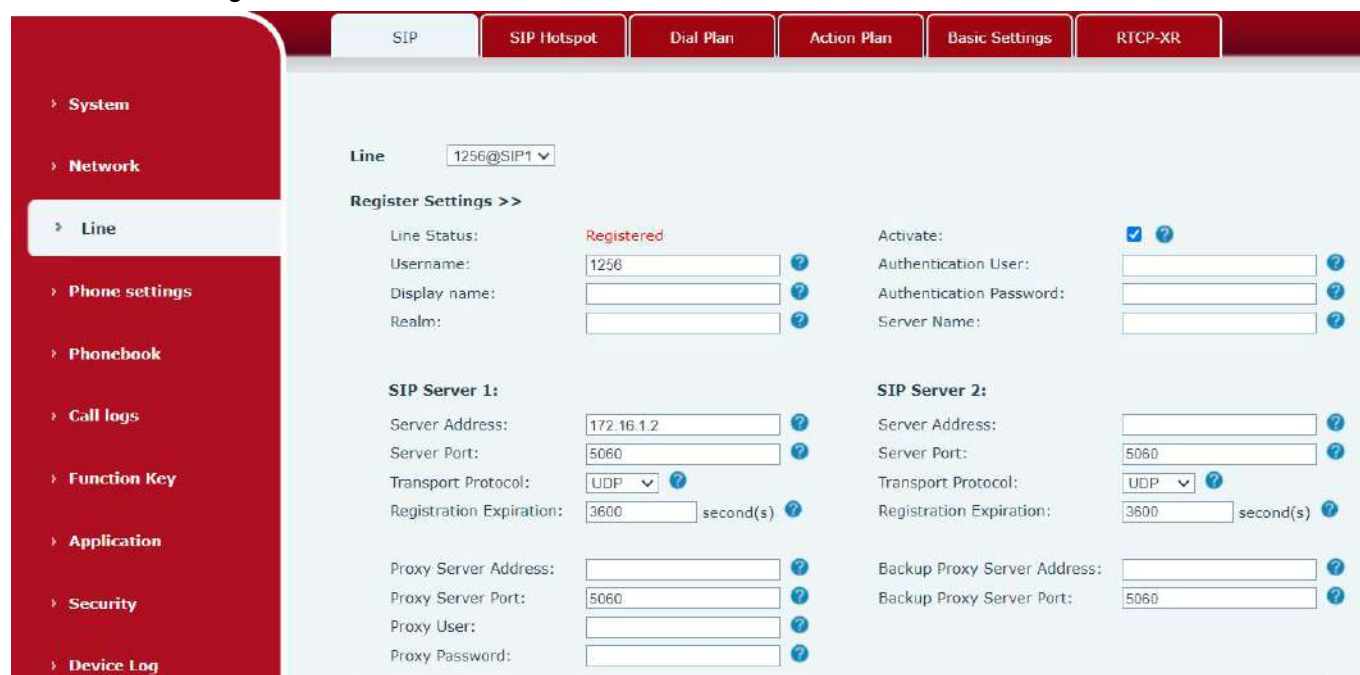 SIP SIP Hotspot Dial Plan Action Plan Basic Settings RTCP-XR
System
Network
Line
Phone settings
Phonebook
Call logs
Function Key
Application
Security
Device Log
Line 1256@SIP1
Register Settings >>
Line Status: Registered Activate:
Username: 1256 Authentication User:
Display name: Authentication Password:
Realm: Server Name:
SIP Server 1: SIP Server 2:
Server Address: 172.16.1.2 Server Address:
Server Port: 5060 Server Port: 5060
Transport Protocol: UDP Transport Protocol: UDP
Registration Expiration: 3600 second(s) Registration Expiration: 3600 second(s)
Proxy Server Address: Backup Proxy Server Address:
Proxy Server Port: 5060 Backup Proxy Server Port: 5060
Proxy User:
Proxy Password: